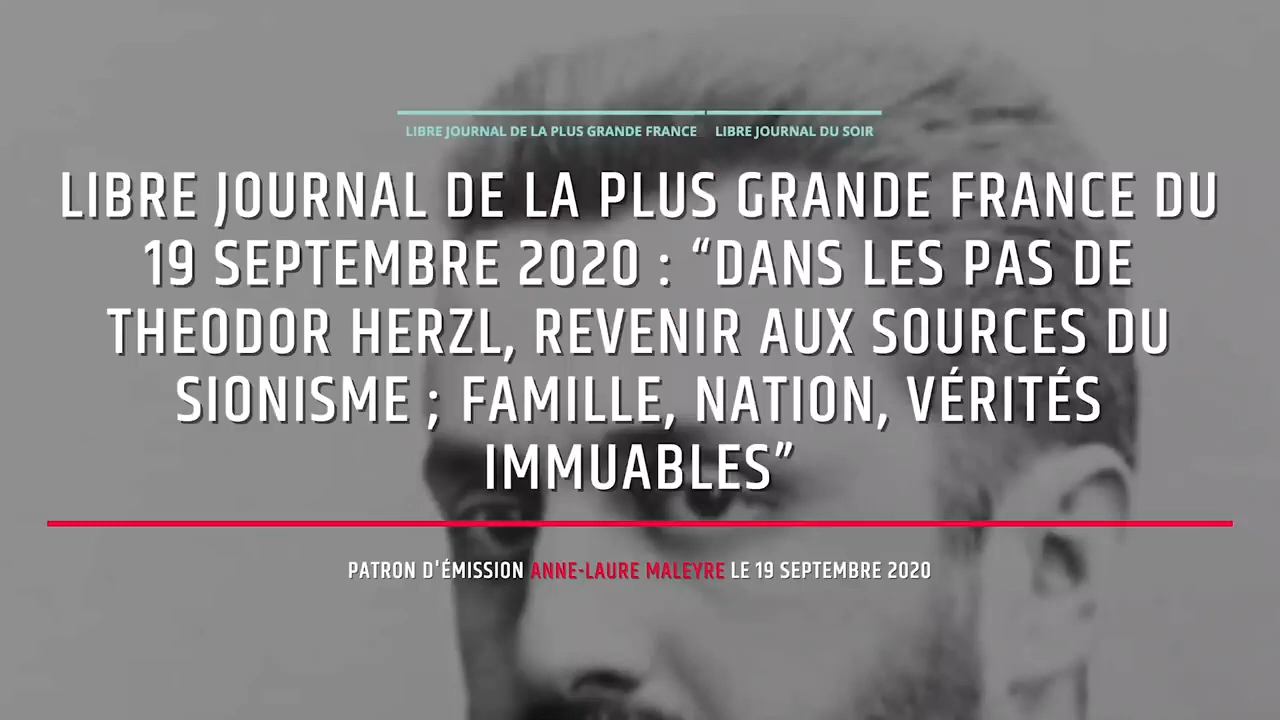 LIBRE JOURNAL DE LA PLUS GRANDE FRANCE LIBRE JOURNAL DU SOIR
LIBRE JOURNAL DE LA PLUS GRANDE FRANCE DU
19 SEPTEMBRE 2020 : “DANS LES PAS DE
THEODOR HERZL, REVENIR AUX SOURCES DU
SIONISME ; FAMILLE, NATION, VÉRITÉS
IMMUABLES”
PATRON D'ÉMISSION ANNE-LAURE MALEYRE LE 19 SEPTEMBRE 2020